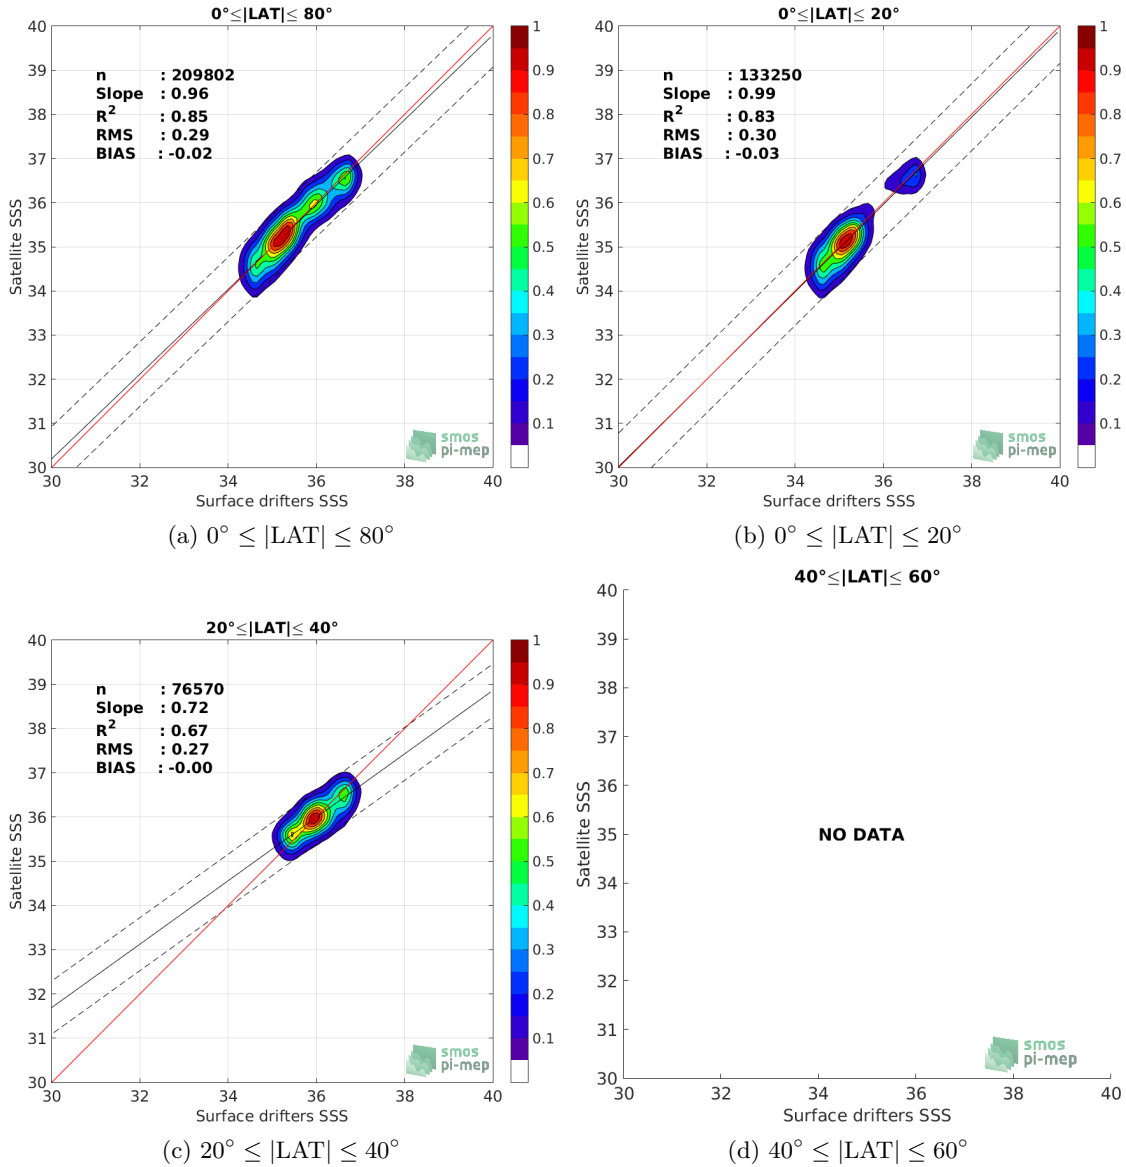 0°≤|LAT|≤ 80°
n : 209802
Slope : 0.96
R2 : 0.85
RMS : 0.29
BIAS : -0.02
40
39
38
37
36
35
34
33
32
31
30
Satellite SSS
30 32 34 36 38 40
Surface drifters SSS
1
0.9
0.8
0.7
0.6
0.5
0.4
0.3
0.2
0.1
smos
pi-mep
(a) 0° ≤ |LAT| ≤ 80°
0°≤|LAT|≤ 20°
n : 133250
Slope : 0.99
R2 : 0.83
RMS : 0.30
BIAS : -0.03
40
39
38
37
36
35
34
33
32
31
30
Satellite SSS
30 32 34 36 38 40
Surface drifters SSS
1
0.9
0.8
0.7
0.6
0.5
0.4
0.3
0.2
0.1
smos
pi-mep
(b) 0° ≤ |LAT| ≤ 20°
20°≤|LAT|≤ 40°
n : 76570
Slope : 0.72
R2 : 0.67
RMS : 0.27
BIAS : -0.00
40
39
38
37
36
35
34
33
32
31
30
Satellite SSS
30 32 34 36 38 40
Surface drifters SSS
1
0.9
0.8
0.7
0.6
0.5
0.4
0.3
0.2
0.1
smos
pi-mep
(c) 20° ≤ |LAT| ≤ 40°
40°≤|LAT|≤ 60°
40
39
38
37
36
35
34
33
32
31
30
Satellite SSS
NO DATA
30 32 34 36 38 40
Surface drifters SSS
smos
pi-mep
(d) 40° ≤ |LAT| ≤ 60°